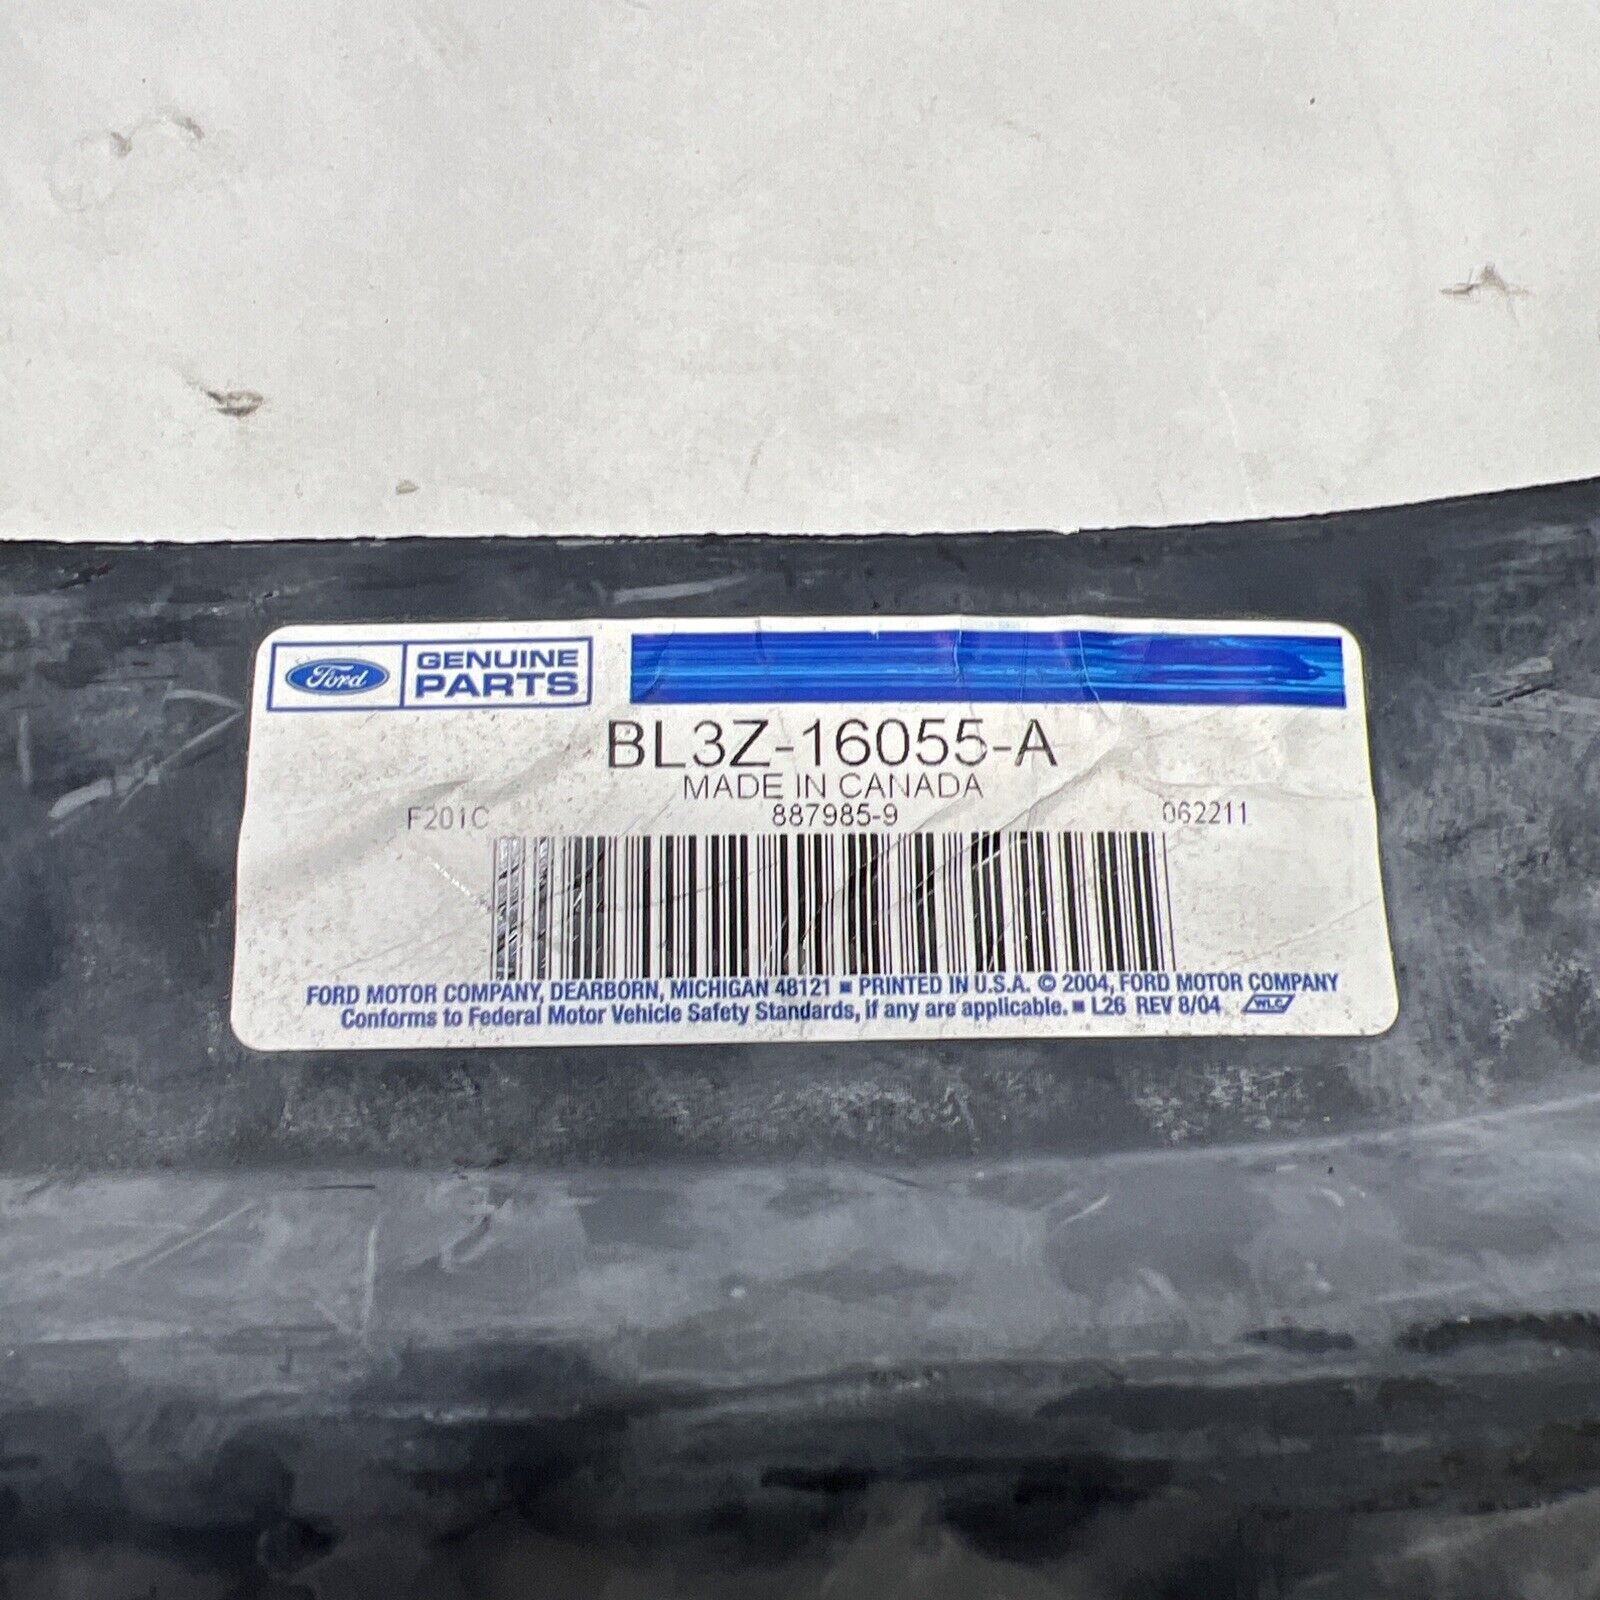 Ford GENUINE
PARTS
BL3Z-16055-A
MADE IN CANADA
F201C 887985-9 062211
FORD MOTOR COMPANY, DEARBORN, MICHIGAN 48121 ■ PRINTED IN U.S.A. © 2004, FORD MOTOR COMPANY
Conforms to Federal Motor Vehicle Safety Standards, if any are applicable. ■ L26 REV 8/04 WLC